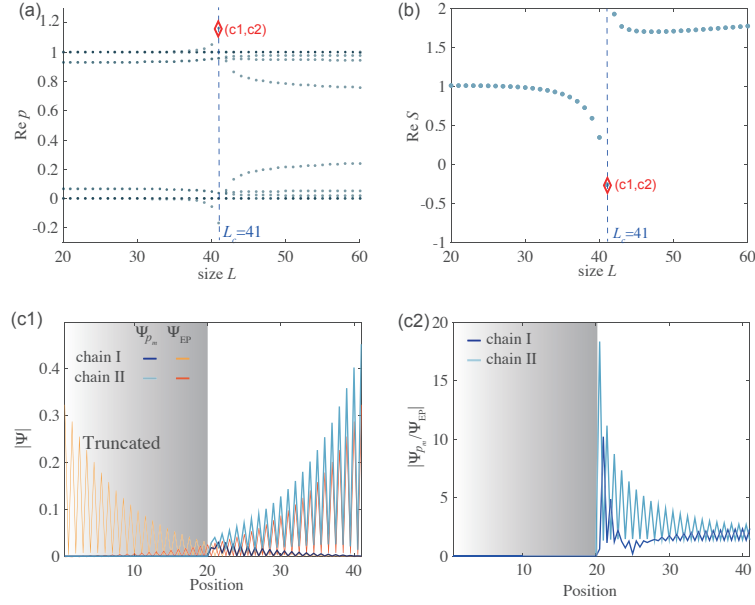 (a)
1.2
1
0.8
0.6
0.4
0.2
0
-0.2
Re p
(c1,c2)
L_c=41
20 30 40 50 60
size L
(b)
2
1.5
1
0.5
0
-0.5
-1
Re S
(c1,c2)
L_c=41
20 30 40 50 60
size L
(c1)
Ψ_{p_m} Ψ_EP
chain I
chain II
Truncated
0.4
0.3
0.2
0.1
0
|Ψ|
0 10 20 30 40
Position
(c2)
chain I
chain II
20
15
10
5
0
|Ψ_{p_m}/Ψ_EP|
10 20 30 40
Position